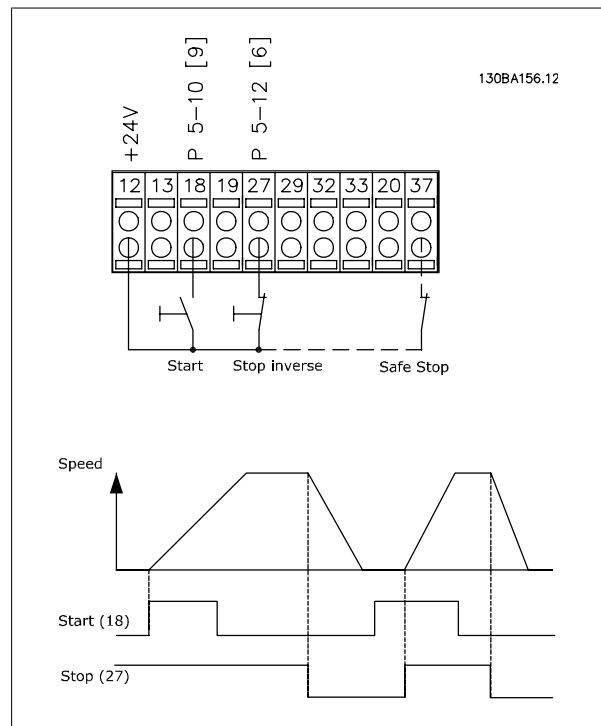 130BA156.12
+24V
P 5-10 [9]
P 5-12 [6]
12 13 18 19 27 29 32 33 20 37
Start
Stop inverse
Safe Stop
Speed
Start (18)
Stop (27)